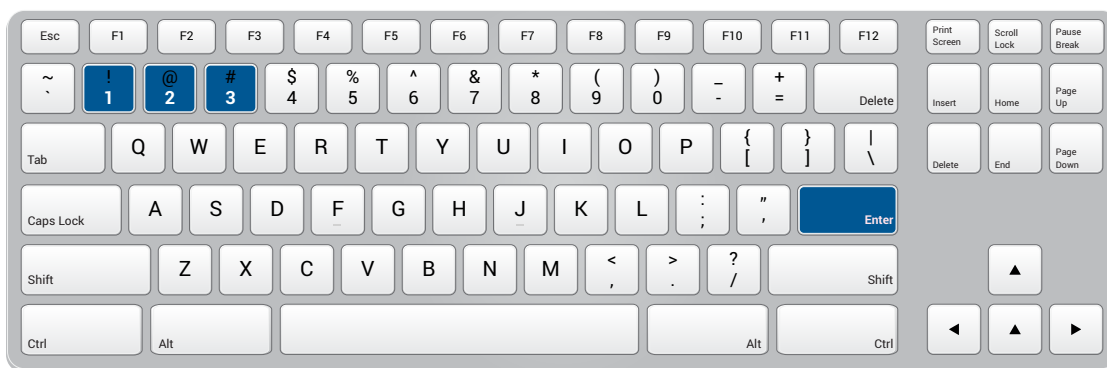 Esc F1 F2 F3 F4 F5 F6 F7 F8 F9 F10 F11 F12 Print Screen Scroll Lock Pause Break
~ ` ! 1 @ 2 # 3 $ 4 % 5 ^ 6 & 7 * 8 ( 9 ) 0 _ - + = Delete Insert Home Page Up
Tab Q W E R T Y U I O P { [ } ] | \ Delete End Page Down
Caps Lock A S D F G H J K L : ; " ' Enter
Shift Z X C V B N M < , > . ? / Shift ▲
Ctrl Alt Alt Ctrl ◄ ▲ ►